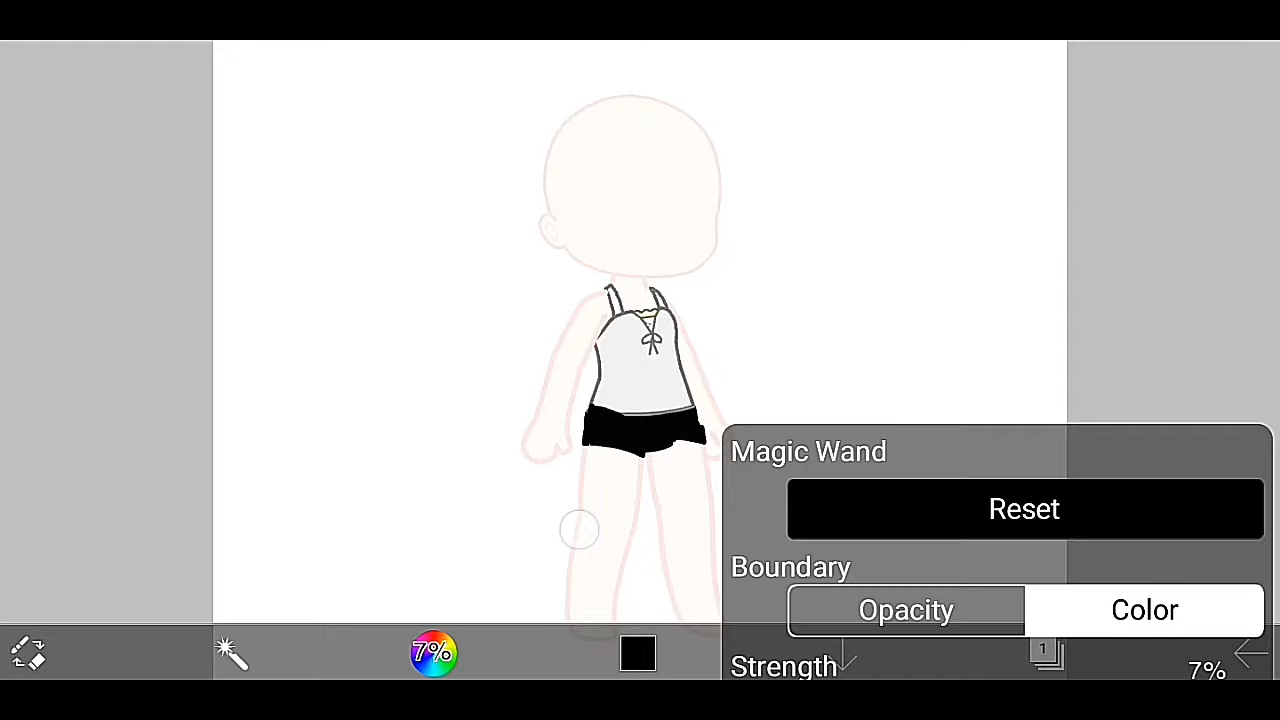 Magic Wand
Reset
Boundary
Opacity
Color
Strength
7%
7%
1